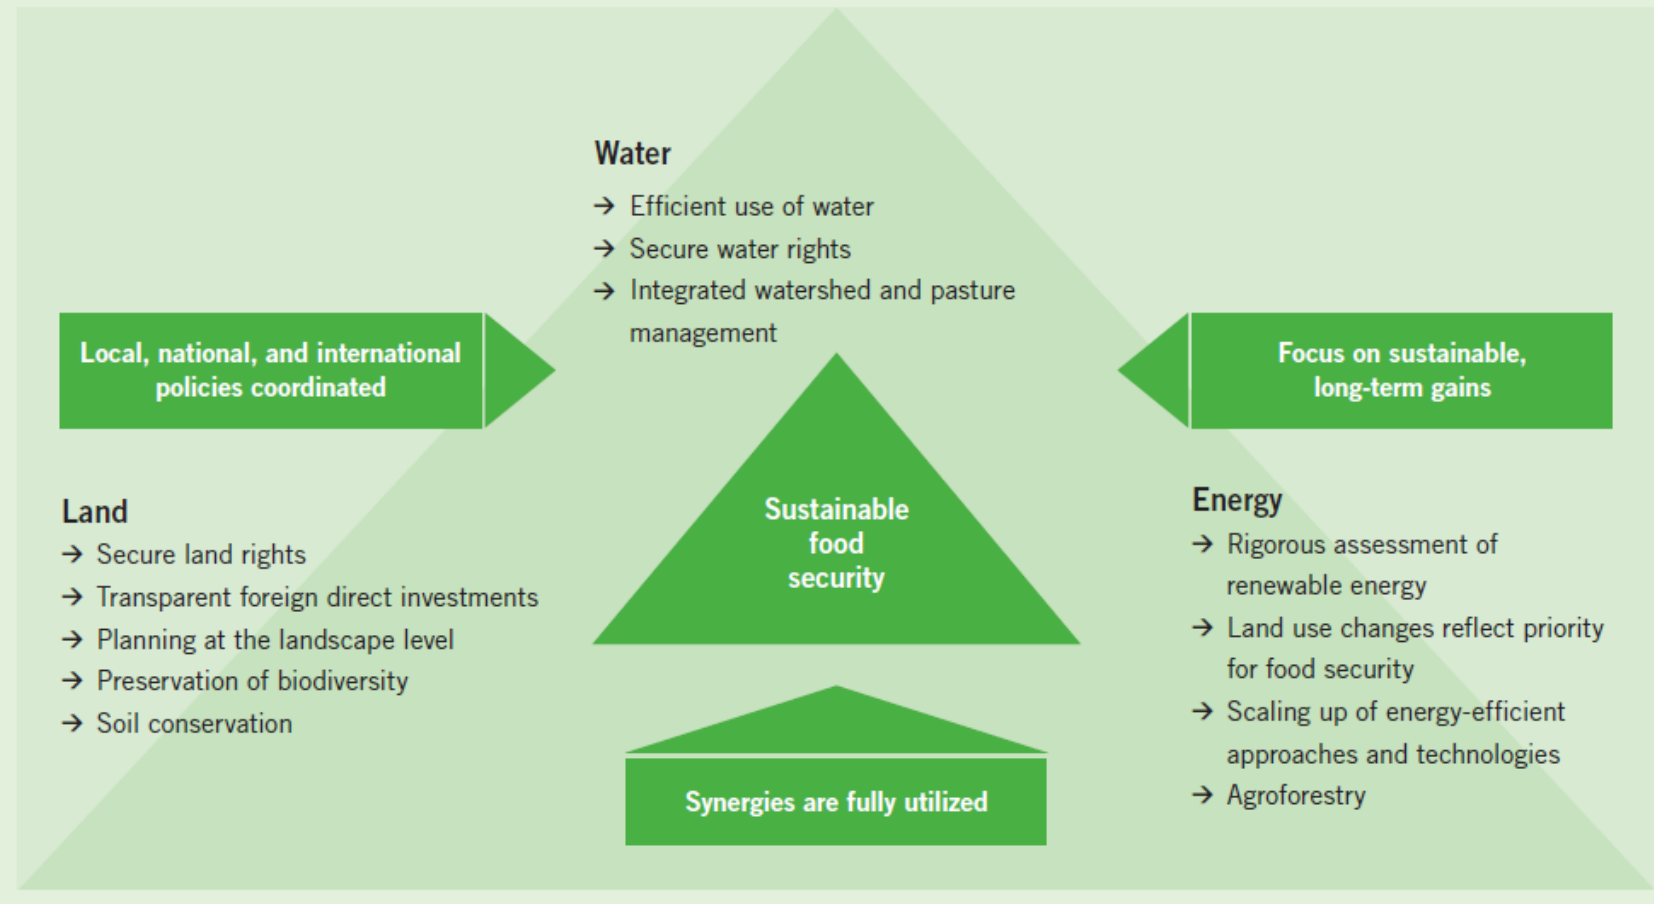 Water
→ Efficient use of water
→ Secure water rights
→ Integrated watershed and pasture
management
Local, national, and international
policies coordinated
Focus on sustainable,
long-term gains
Land
→ Secure land rights
→ Transparent foreign direct investments
→ Planning at the landscape level
→ Preservation of biodiversity
→ Soil conservation
Sustainable
food
security
Energy
→ Rigorous assessment of
renewable energy
→ Land use changes reflect priority
for food security
→ Scaling up of energy-efficient
approaches and technologies
→ Agroforestry
Synergies are fully utilized